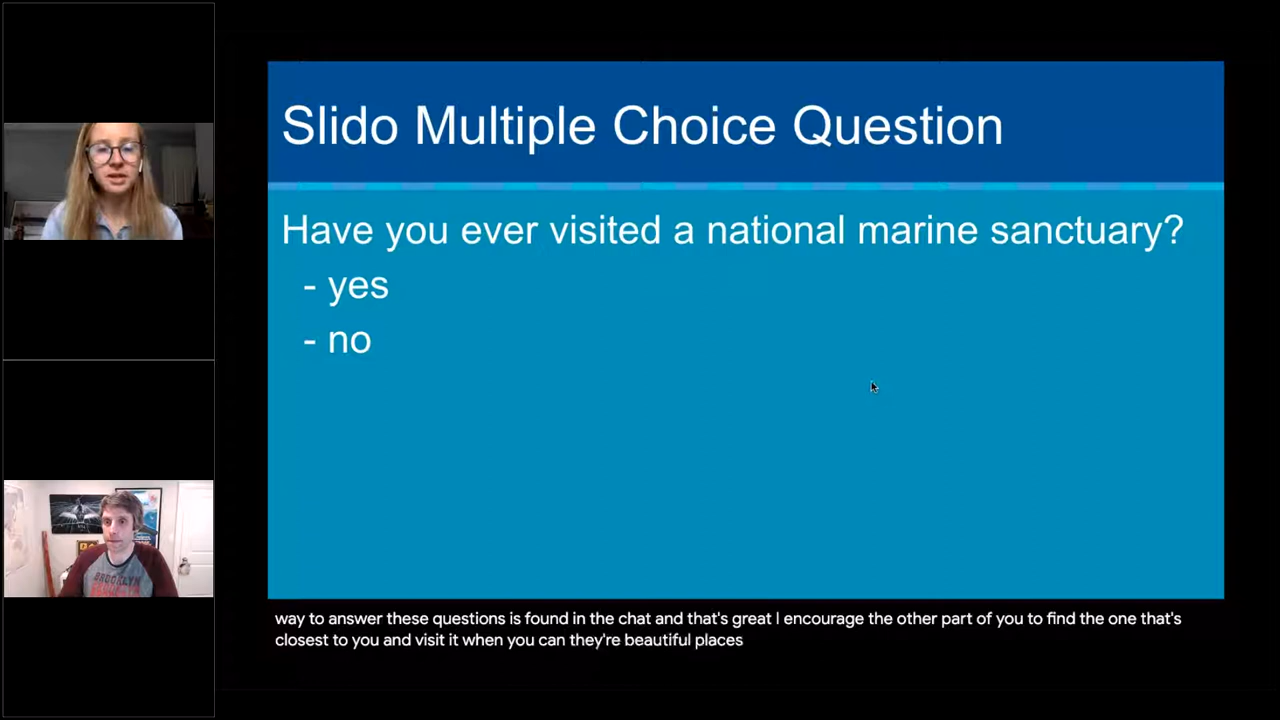 Slido Multiple Choice Question
Have you ever visited a national marine sanctuary?
- yes
- no
BROOKLYN
way to answer these questions is found in the chat and that's great I encourage the other part of you to find the one that's
closest to you and visit it when you can they're beautiful places